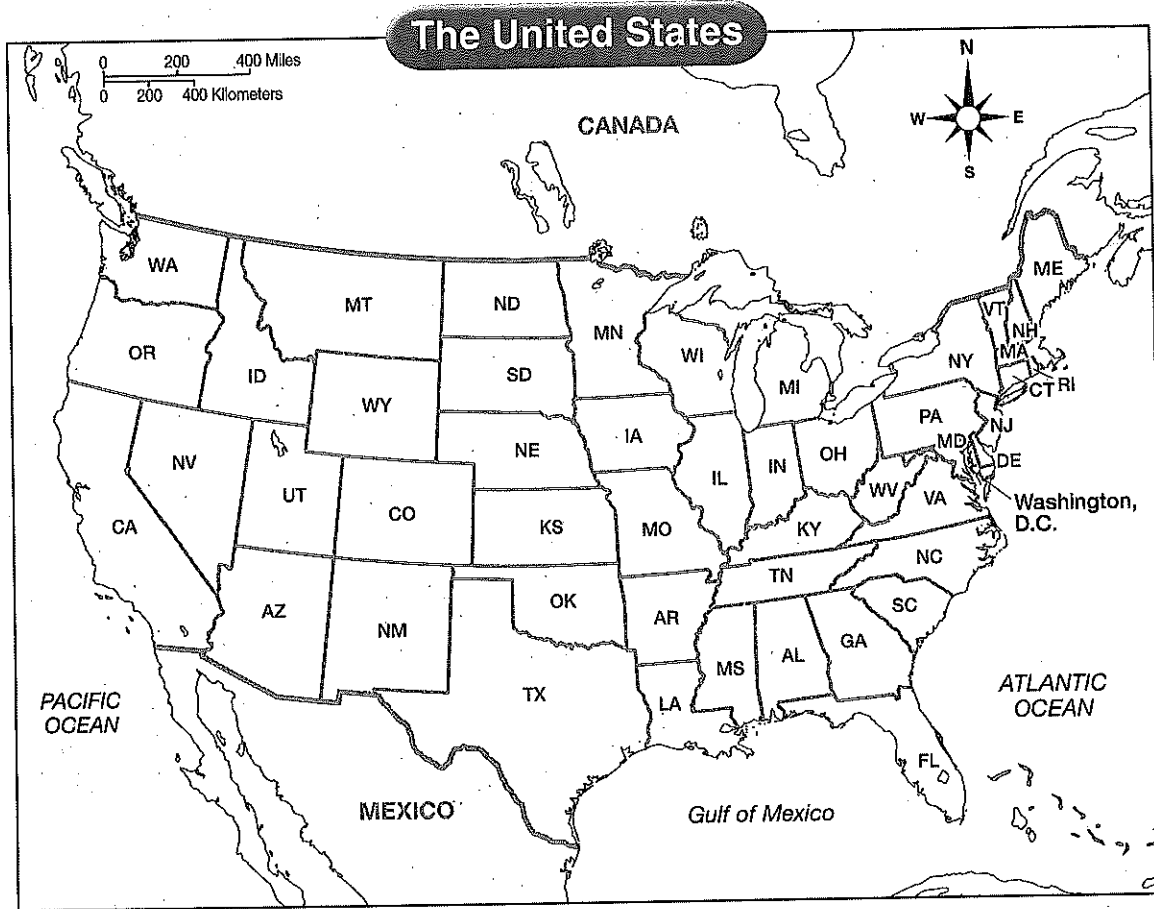 The United States
0 200 400 Miles
0 200 400 Kilometers
N
W E
S
CANADA
WA
MT
ND
MN
ME
VT
NH
OR
ID
SD
WI
MI
NY
MA
CT
RI
WY
NE
IA
PA
NJ
NV
UT
CO
IL
IN
OH
MD
DE
CA
KS
MO
KY
WV
VA
Washington,
D.C.
AZ
NM
OK
AR
TN
NC
SC
TX
LA
MS
AL
GA
PACIFIC
OCEAN
ATLANTIC
OCEAN
FL
MEXICO
Gulf of Mexico